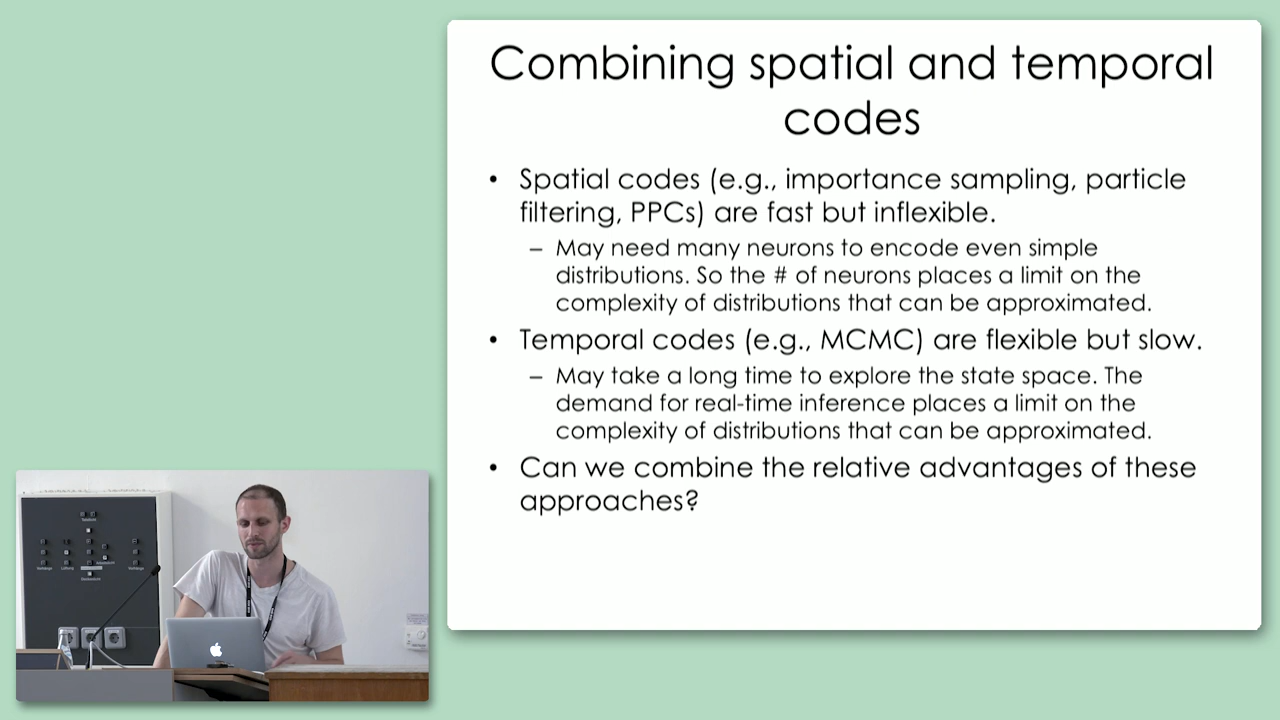 Combining spatial and temporal
codes
• Spatial codes (e.g., importance sampling, particle
filtering, PPCs) are fast but inflexible.
– May need many neurons to encode even simple
distributions. So the # of neurons places a limit on the
complexity of distributions that can be approximated.
• Temporal codes (e.g., MCMC) are flexible but slow.
– May take a long time to explore the state space. The
demand for real-time inference places a limit on the
complexity of distributions that can be approximated.
• Can we combine the relative advantages of these
approaches?